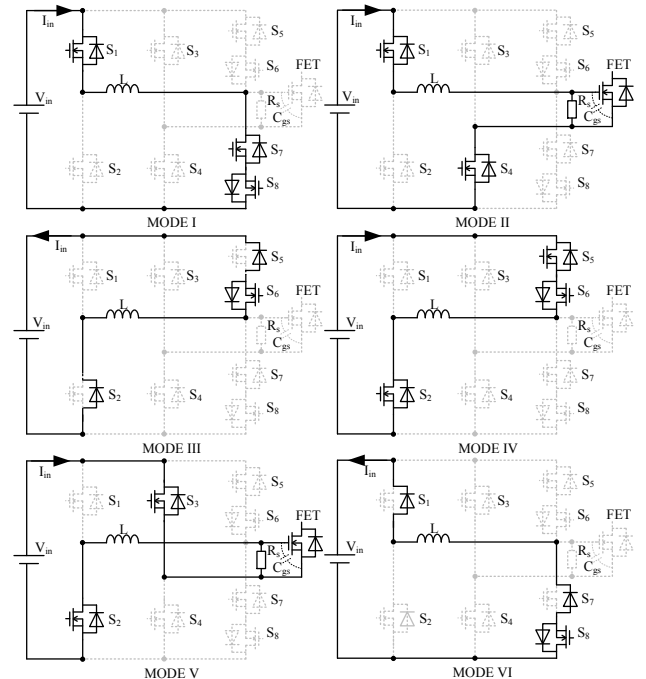 I_in
S_5
S_1
S_3
S_6
FET
L
V_in
R_s
C_gs
S_7
S_2
S_4
S_8
MODE I
I_in
S_5
S_1
S_3
S_6
FET
L
V_in
R_s
C_gs
S_7
S_2
S_4
S_8
MODE II
I_in
S_5
S_1
S_3
S_6
FET
L
V_in
R_s
C_gs
S_7
S_2
S_4
S_8
MODE III
I_in
S_5
S_1
S_3
S_6
FET
L
V_in
R_s
C_gs
S_7
S_2
S_4
S_8
MODE IV
I_in
S_5
S_1
S_3
S_6
FET
L
V_in
R_s
C_gs
S_7
S_2
S_4
S_8
MODE V
I_in
S_5
S_1
S_3
S_6
FET
L
V_in
R_s
C_gs
S_7
S_2
S_4
S_8
MODE VI